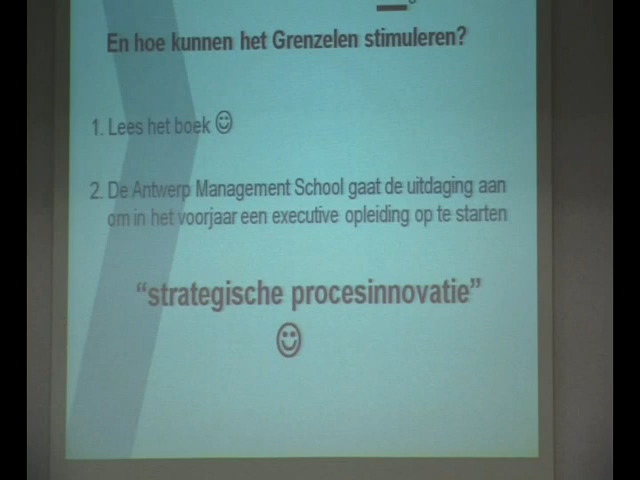 En hoe kunnen het Grenzelen stimuleren?
1. Lees het boek ☺
2. De Antwerp Management School gaat de uitdaging aan
om in het voorjaar een executive opleiding op te starten
“strategische procesinnovatie”
☺